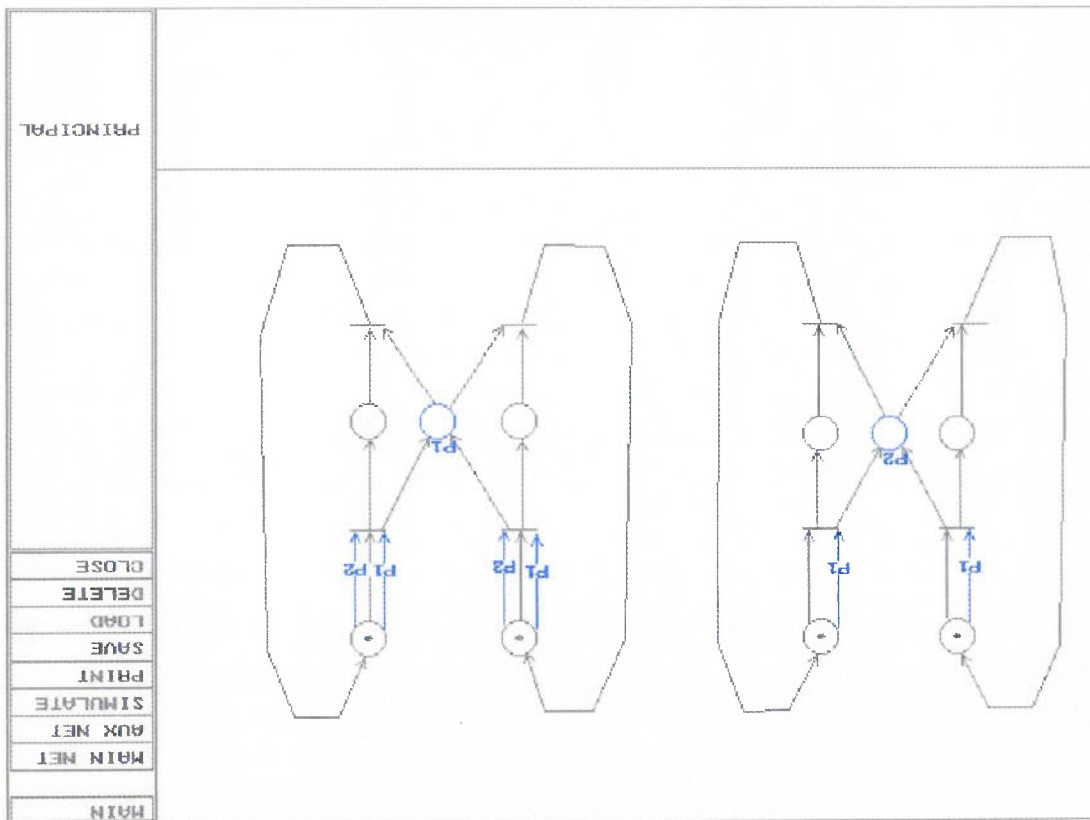 MAIN
MAIN NET
AUX NET
SIMULATE
PRINT
SAVE
LOAD
DELETE
CLOSE
PRINCIPAL
P1
P1
P1 P2
P1 P2
P2
P1